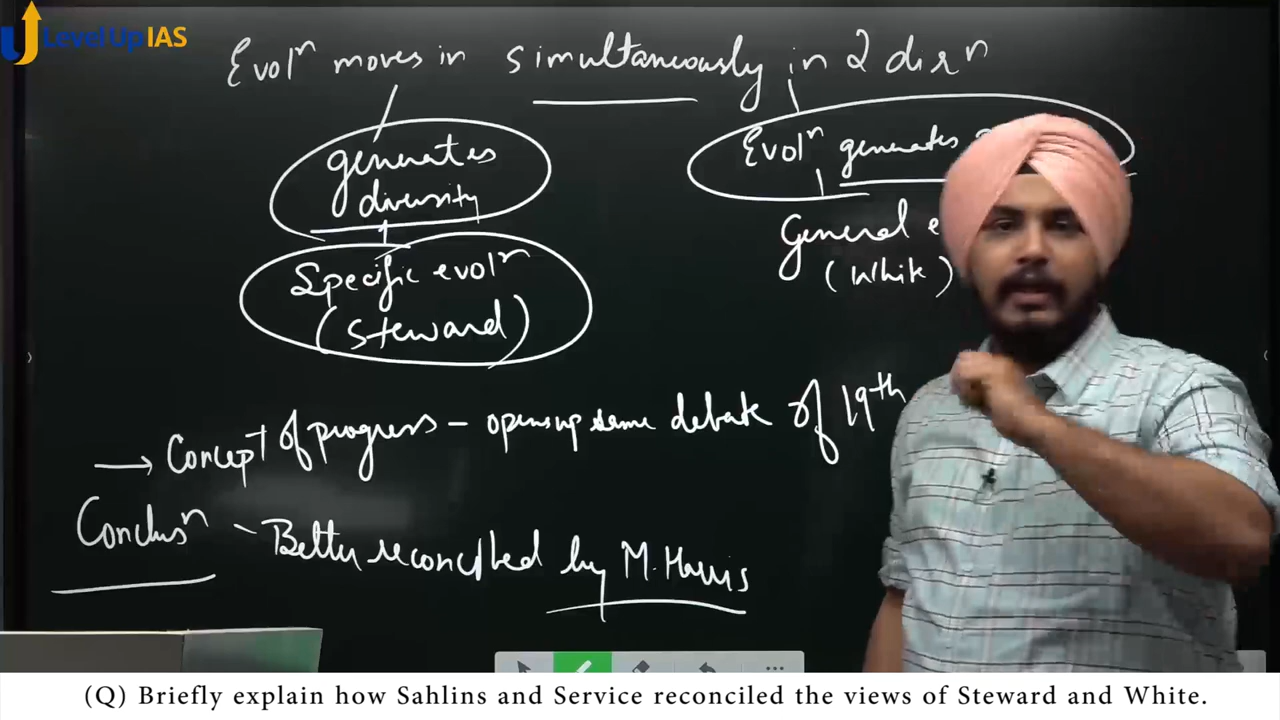 Level Up IAS
Evolⁿ moves in simultaneously in 2 dirⁿ
generates
diversity
Specific evolⁿ
(Steward)
Evolⁿ generates
General
(White)
→ Concept of progress - opens up same debate of 19th
Conclusⁿ - Better reconciled by M. Harris
(Q) Briefly explain how Sahlins and Service reconciled the views of Steward and White.